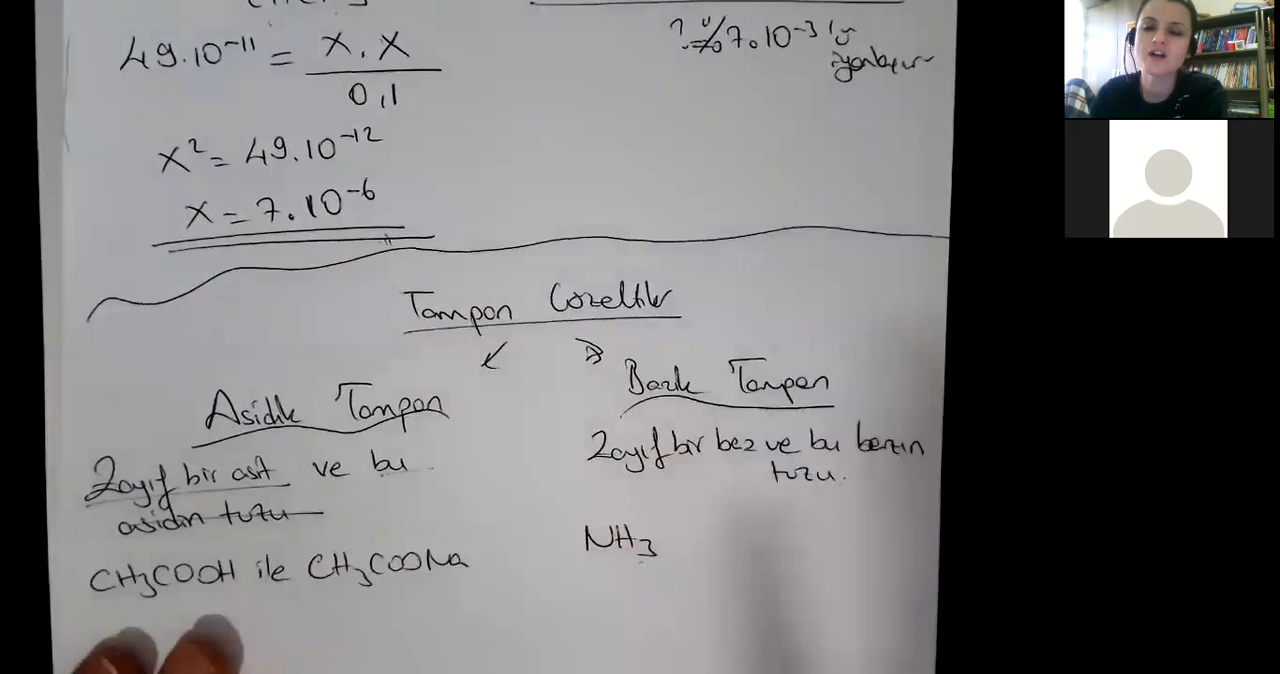 49.10⁻¹¹ = X.X
0,1
? %7.10⁻³'ü
iyonlaşır
X² = 49.10⁻¹²
X = 7.10⁻⁶
Tampon Çözeltiler
Asidik Tampon
Bazik Tampon
Zayıf bir asit ve bu
asidin tuzu
Zayıf bir baz ve bu bazın
tuzu.
CH₃COOH ile CH₃COONa
NH₃